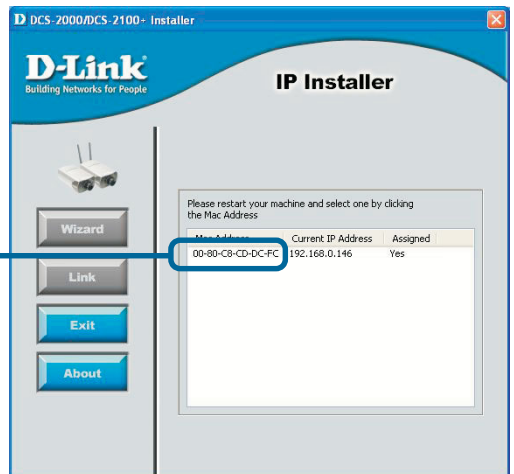 D DCS-2000/DCS-2100+ Installer
D-Link
Building Networks for People
IP Installer
Please restart your machine and select one by clicking
the Mac Address
Mac Address Current IP Address Assigned
00-80-C8-CD-DC-FC 192.168.0.146 Yes
Wizard
Link
Exit
About